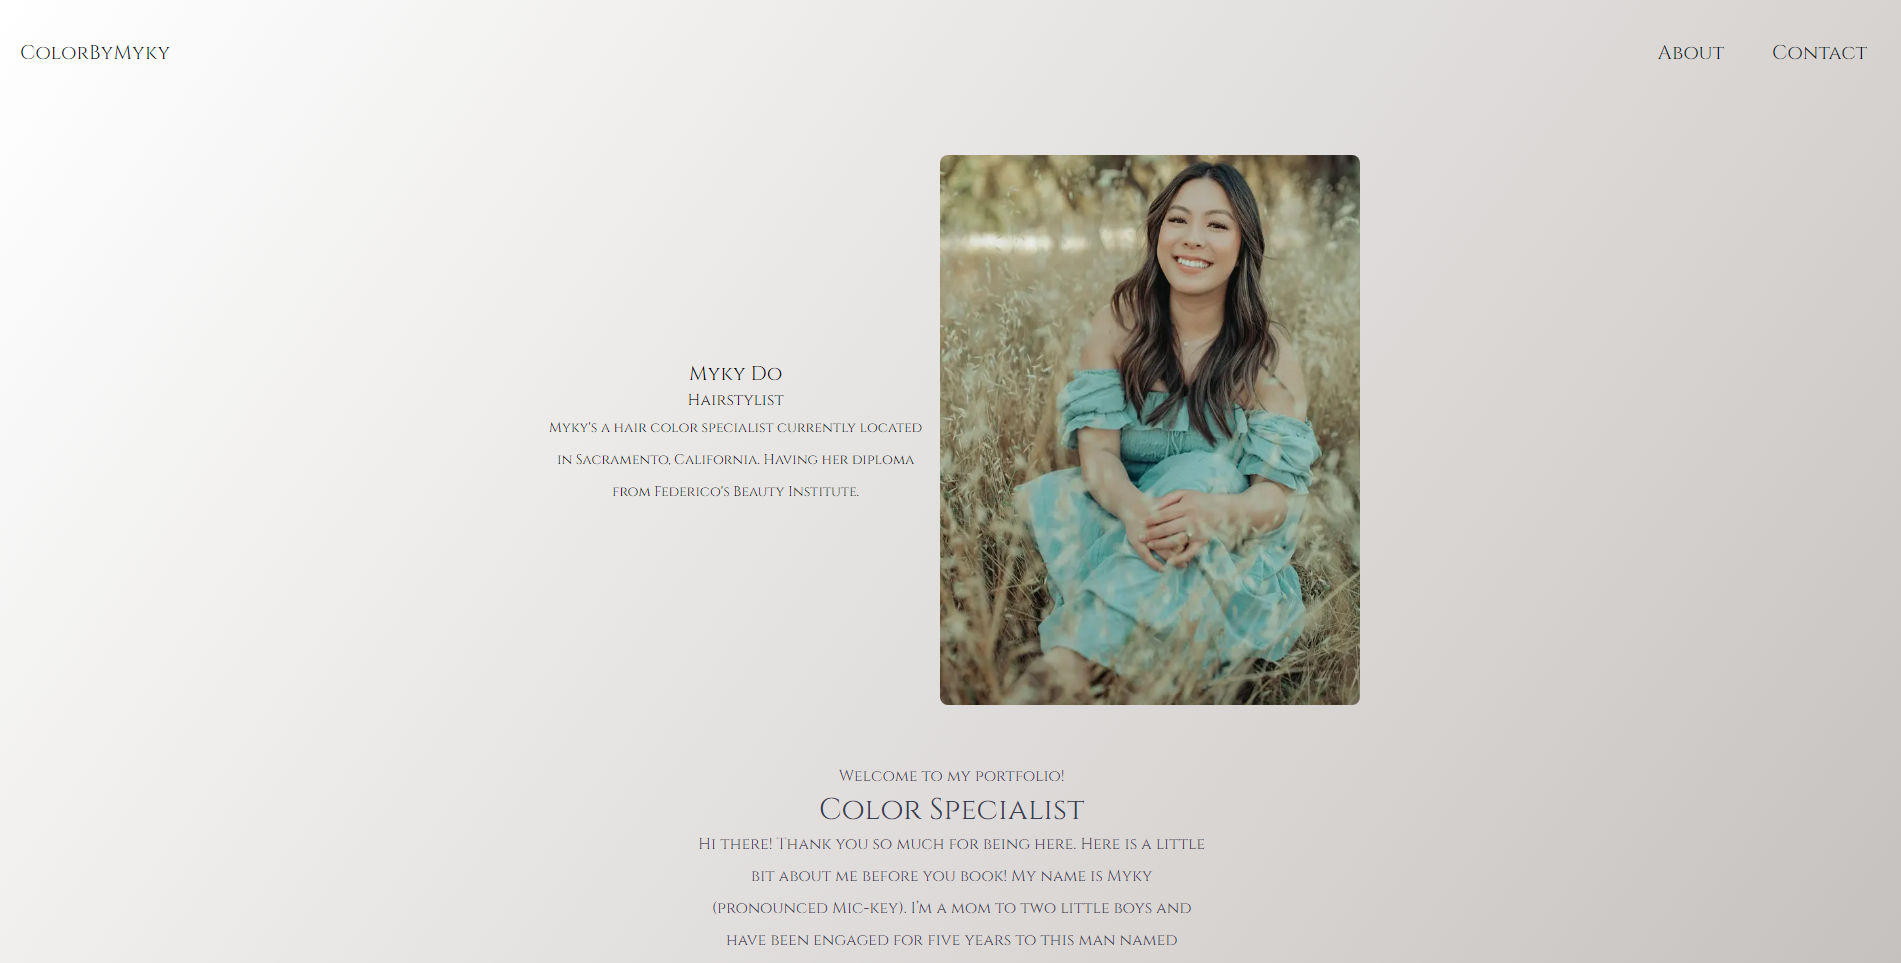 ColorByMyky
About
Contact
Myky Do
Hairstylist
Myky's a hair color specialist currently located
in Sacramento, California. Having her diploma
from Federico's Beauty Institute.
Welcome to my portfolio!
Color Specialist
Hi there! Thank you so much for being here. Here is a little
bit about me before you book! My name is Myky
(pronounced Mic-key). I'm a mom to two little boys and
have been engaged for five years to this man named